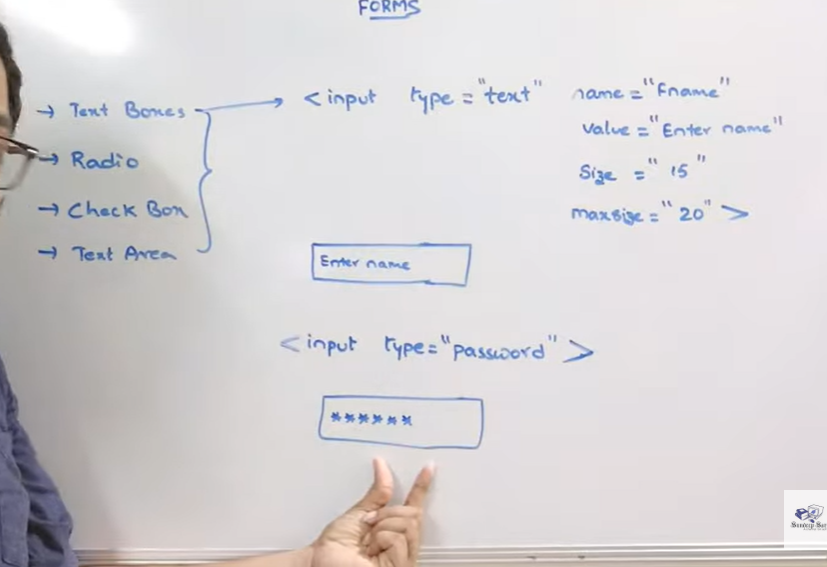 FORMS
→ Text Boxes → <input type = "text" name = "Fname"
value = "Enter name"
→ Radio
Size = "15"
→ Check Box
maxsize = "20" >
→ Text Area
Enter name
<input type="password" >
******